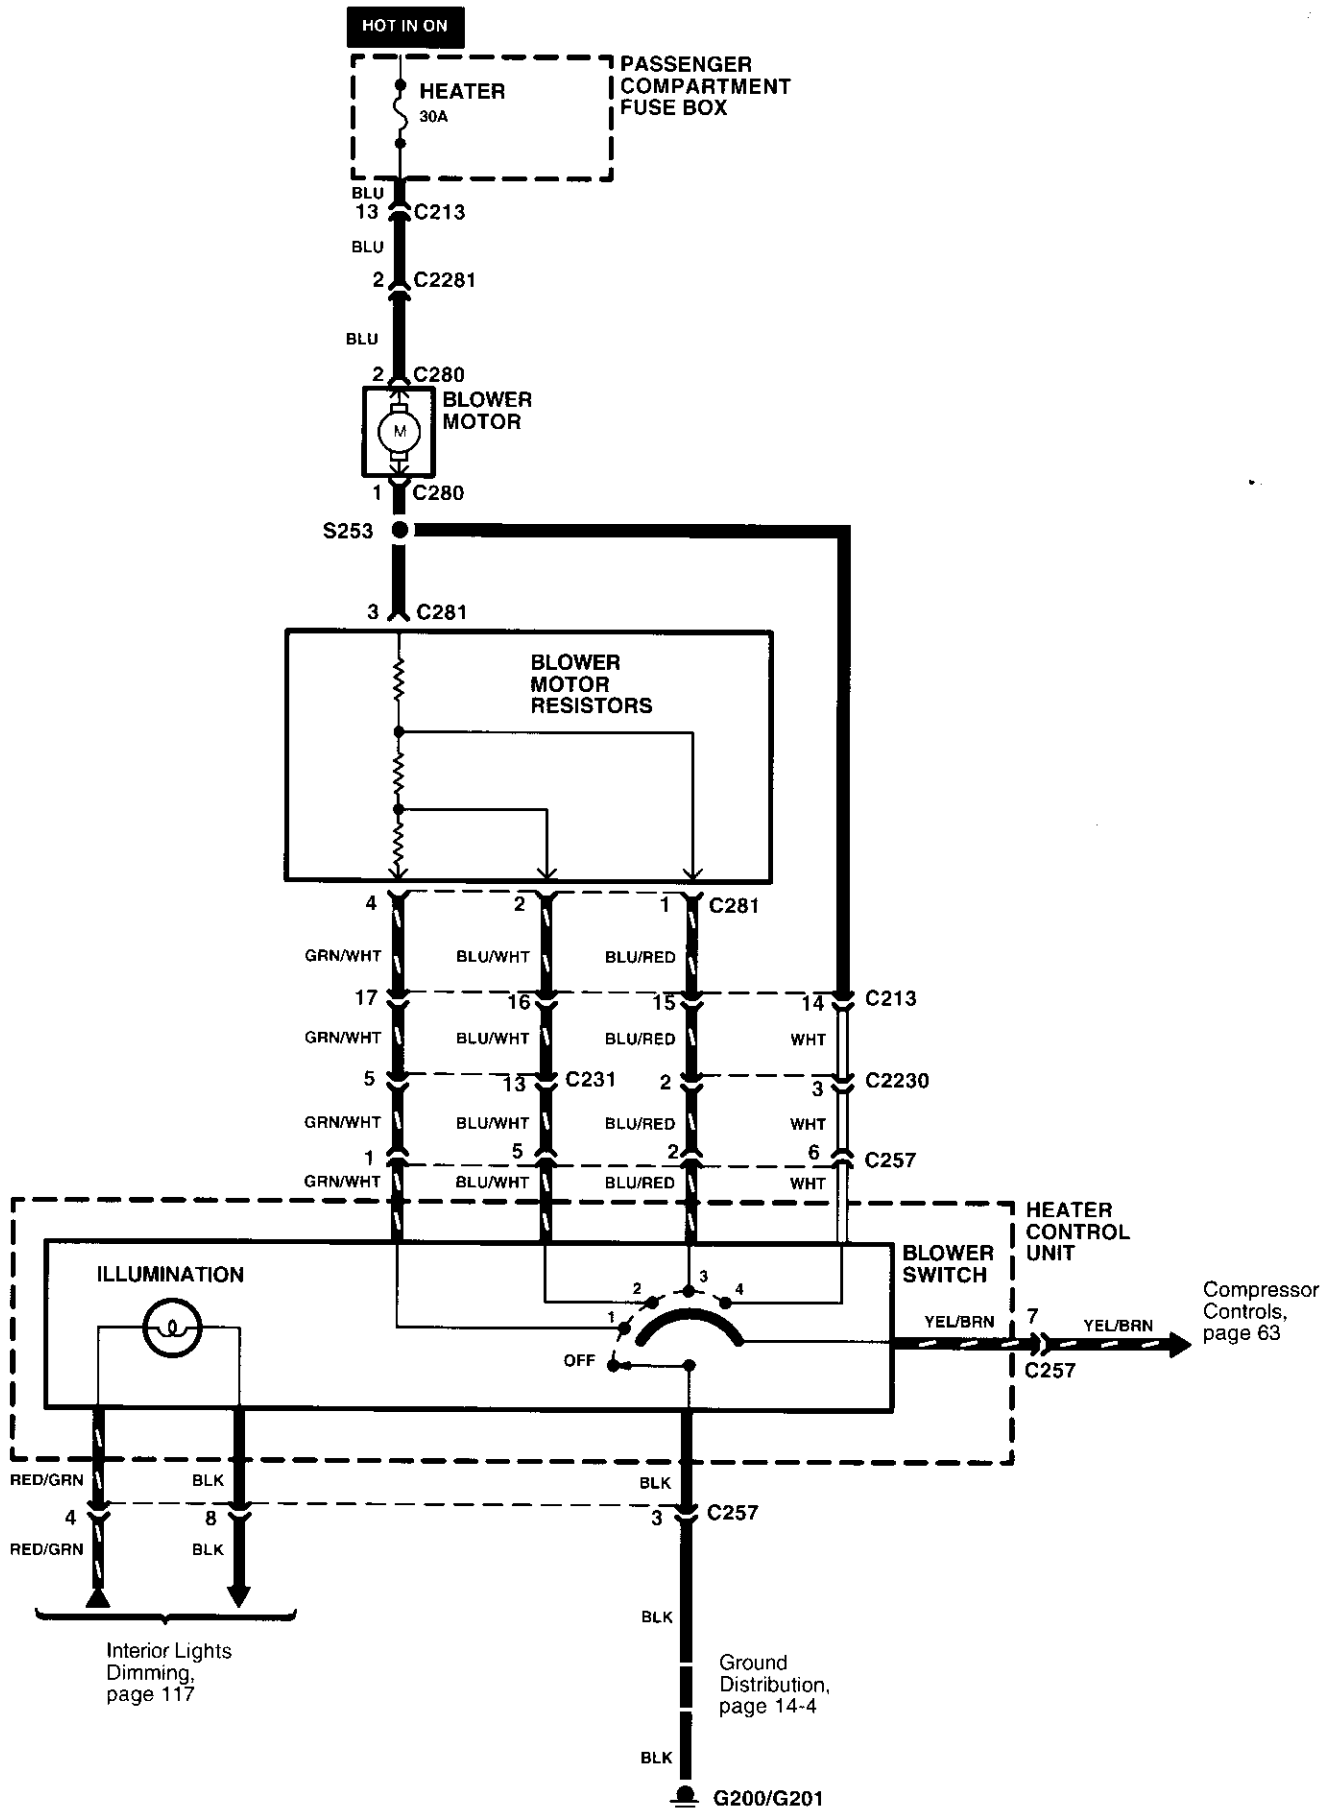 HOT IN ON
PASSENGER
COMPARTMENT
FUSE BOX
HEATER
30A
BLU
13 C213
BLU
2 C2281
BLU
2 C280
BLOWER
MOTOR
M
1 C280
S253
3 C281
BLOWER
MOTOR
RESISTORS
4 2 1 C281
GRN/WHT BLU/WHT BLU/RED
17 16 15 14 C213
GRN/WHT BLU/WHT BLU/RED WHT
5 13 C231 2 3 C2230
GRN/WHT BLU/WHT BLU/RED WHT
1 5 2 6 C257
GRN/WHT BLU/WHT BLU/RED WHT
HEATER
CONTROL
UNIT
BLOWER
SWITCH
ILLUMINATION
1 2 3 4
OFF
YEL/BRN 7 YEL/BRN
C257
Compressor
Controls,
page 63
RED/GRN BLK BLK
4 8 3 C257
RED/GRN BLK
BLK
Interior Lights
Dimming,
page 117
Ground
Distribution,
page 14-4
BLK
G200/G201